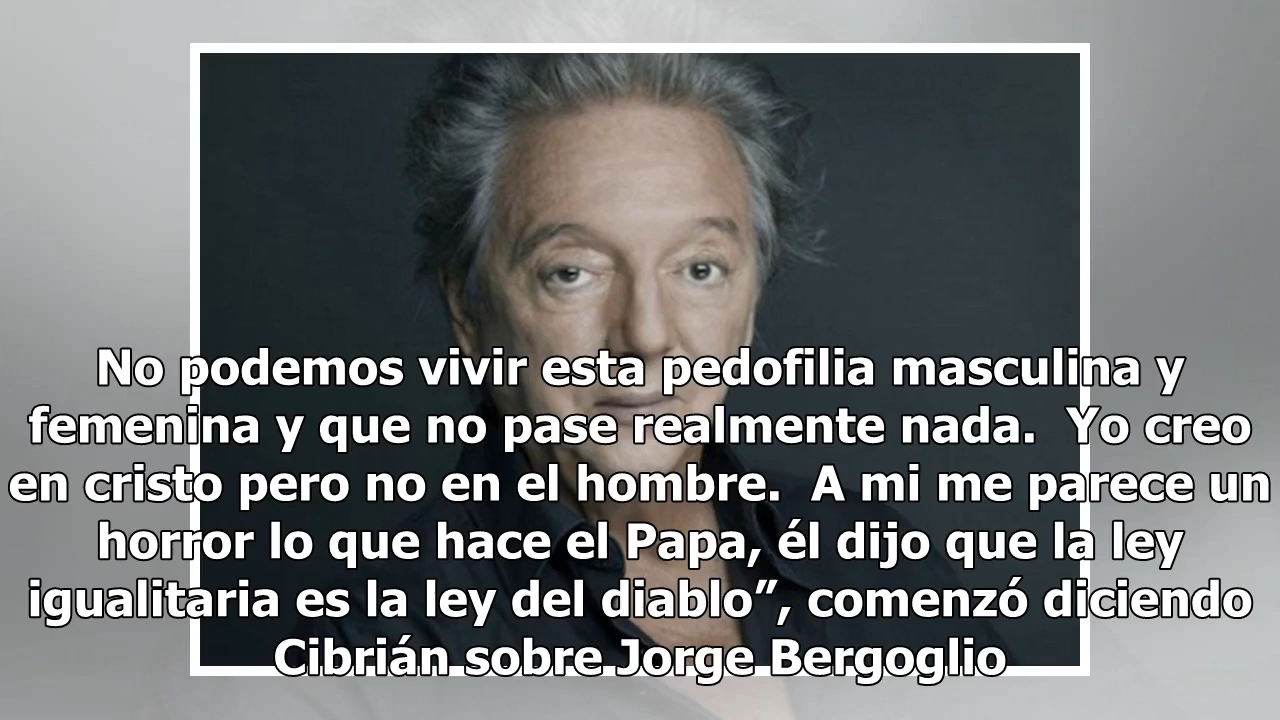 No podemos vivir esta pedofilia masculina y
femenina y que no pase realmente nada.  Yo creo
en cristo pero no en el hombre.  A mi me parece un
horror lo que hace el Papa, él dijo que la ley
igualitaria es la ley del diablo”, comenzó diciendo
Cibrián sobre Jorge Bergoglio